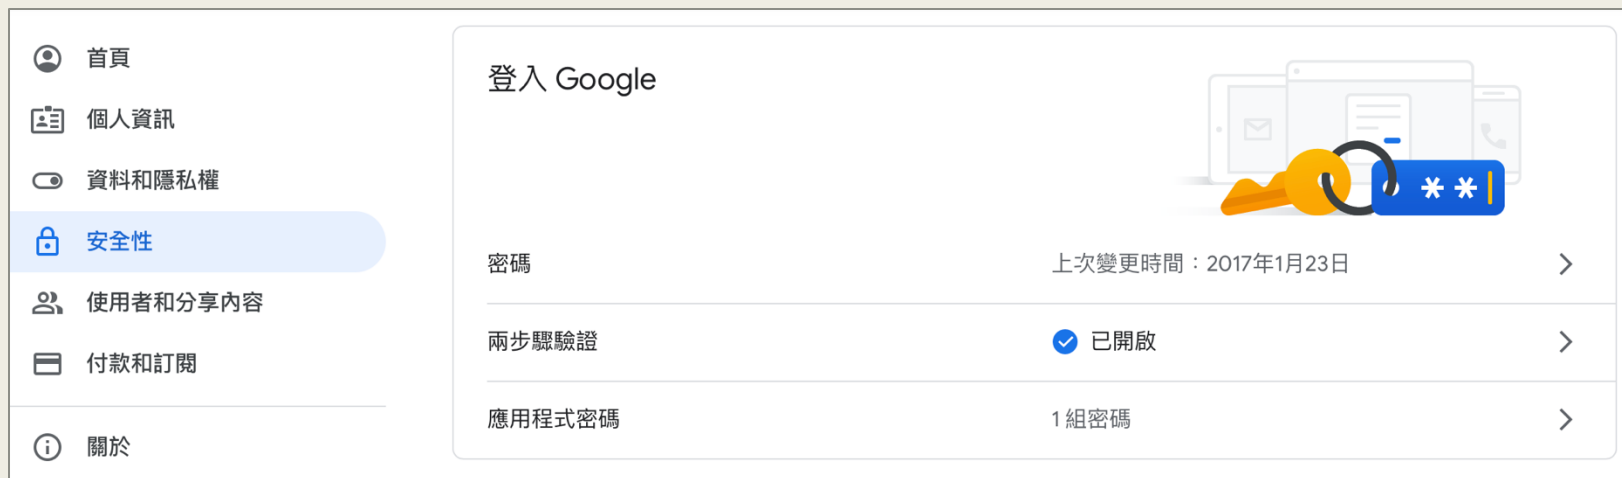 首頁
個人資訊
資料和隱私權
安全性
使用者和分享內容
付款和訂閱
關於
登入 Google
**
密碼
上次變更時間：2017年1月23日
兩步驟驗證
已開啟
應用程式密碼
1 組密碼